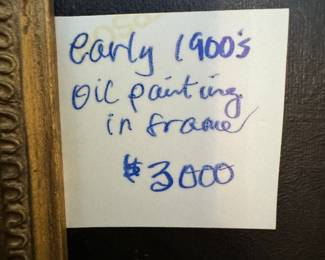 early 1900's
oil painting
in frame
$3000